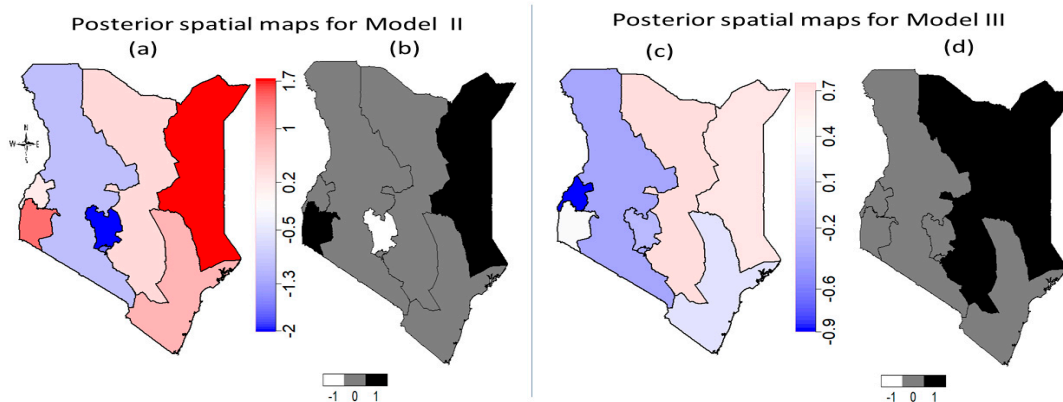 Posterior spatial maps for Model II
(a)
(b)
N
W E
S
1.7
1
0.2
-0.5
-1.3
-2
-1 0 1
Posterior spatial maps for Model III
(c)
(d)
0.7
0.4
0.1
-0.2
-0.6
-0.9
-1 0 1